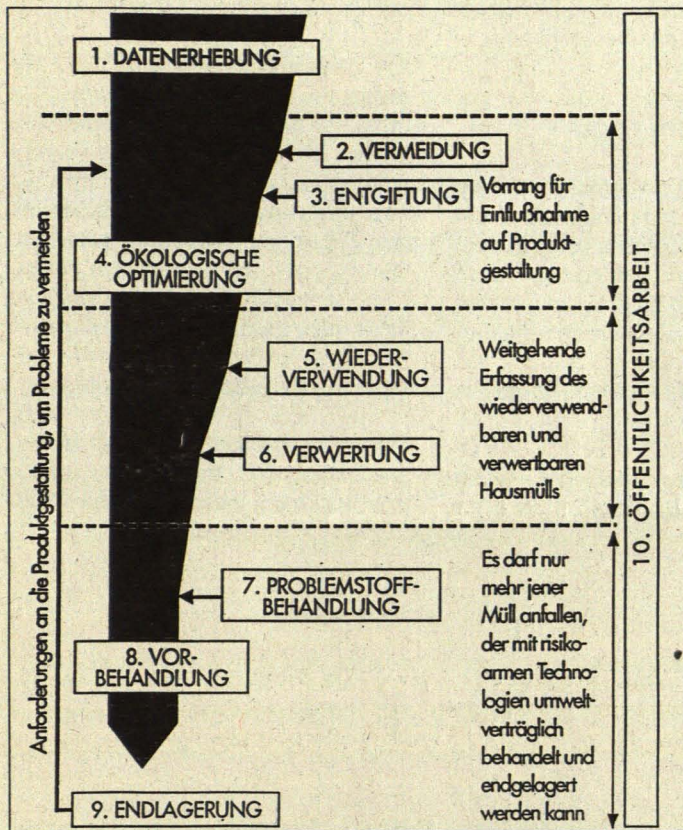 1. DATENERHEBUNG
2. VERMEIDUNG
3. ENTGIFTUNG
Vorrang für
Einflußnahme
auf Produkt-
gestaltung
4. ÖKOLOGISCHE
OPTIMIERUNG
5. WIEDER-
VERWENDUNG
Weitgehende
Erfassung des
wiederverwend-
baren und
verwertbaren
Hausmülls
6. VERWERTUNG
7. PROBLEMSTOFF-
BEHANDLUNG
Es darf nur
mehr jener
Müll anfallen,
der mit risiko-
armen Techno-
logien umwelt-
verträglich
behandelt und
endgelagert
werden kann
8. VOR-
BEHANDLUNG
9. ENDLAGERUNG
Anforderungen an die Produktgestaltung, um Probleme zu vermeiden
10. ÖFFENTLICHKEITSARBEIT